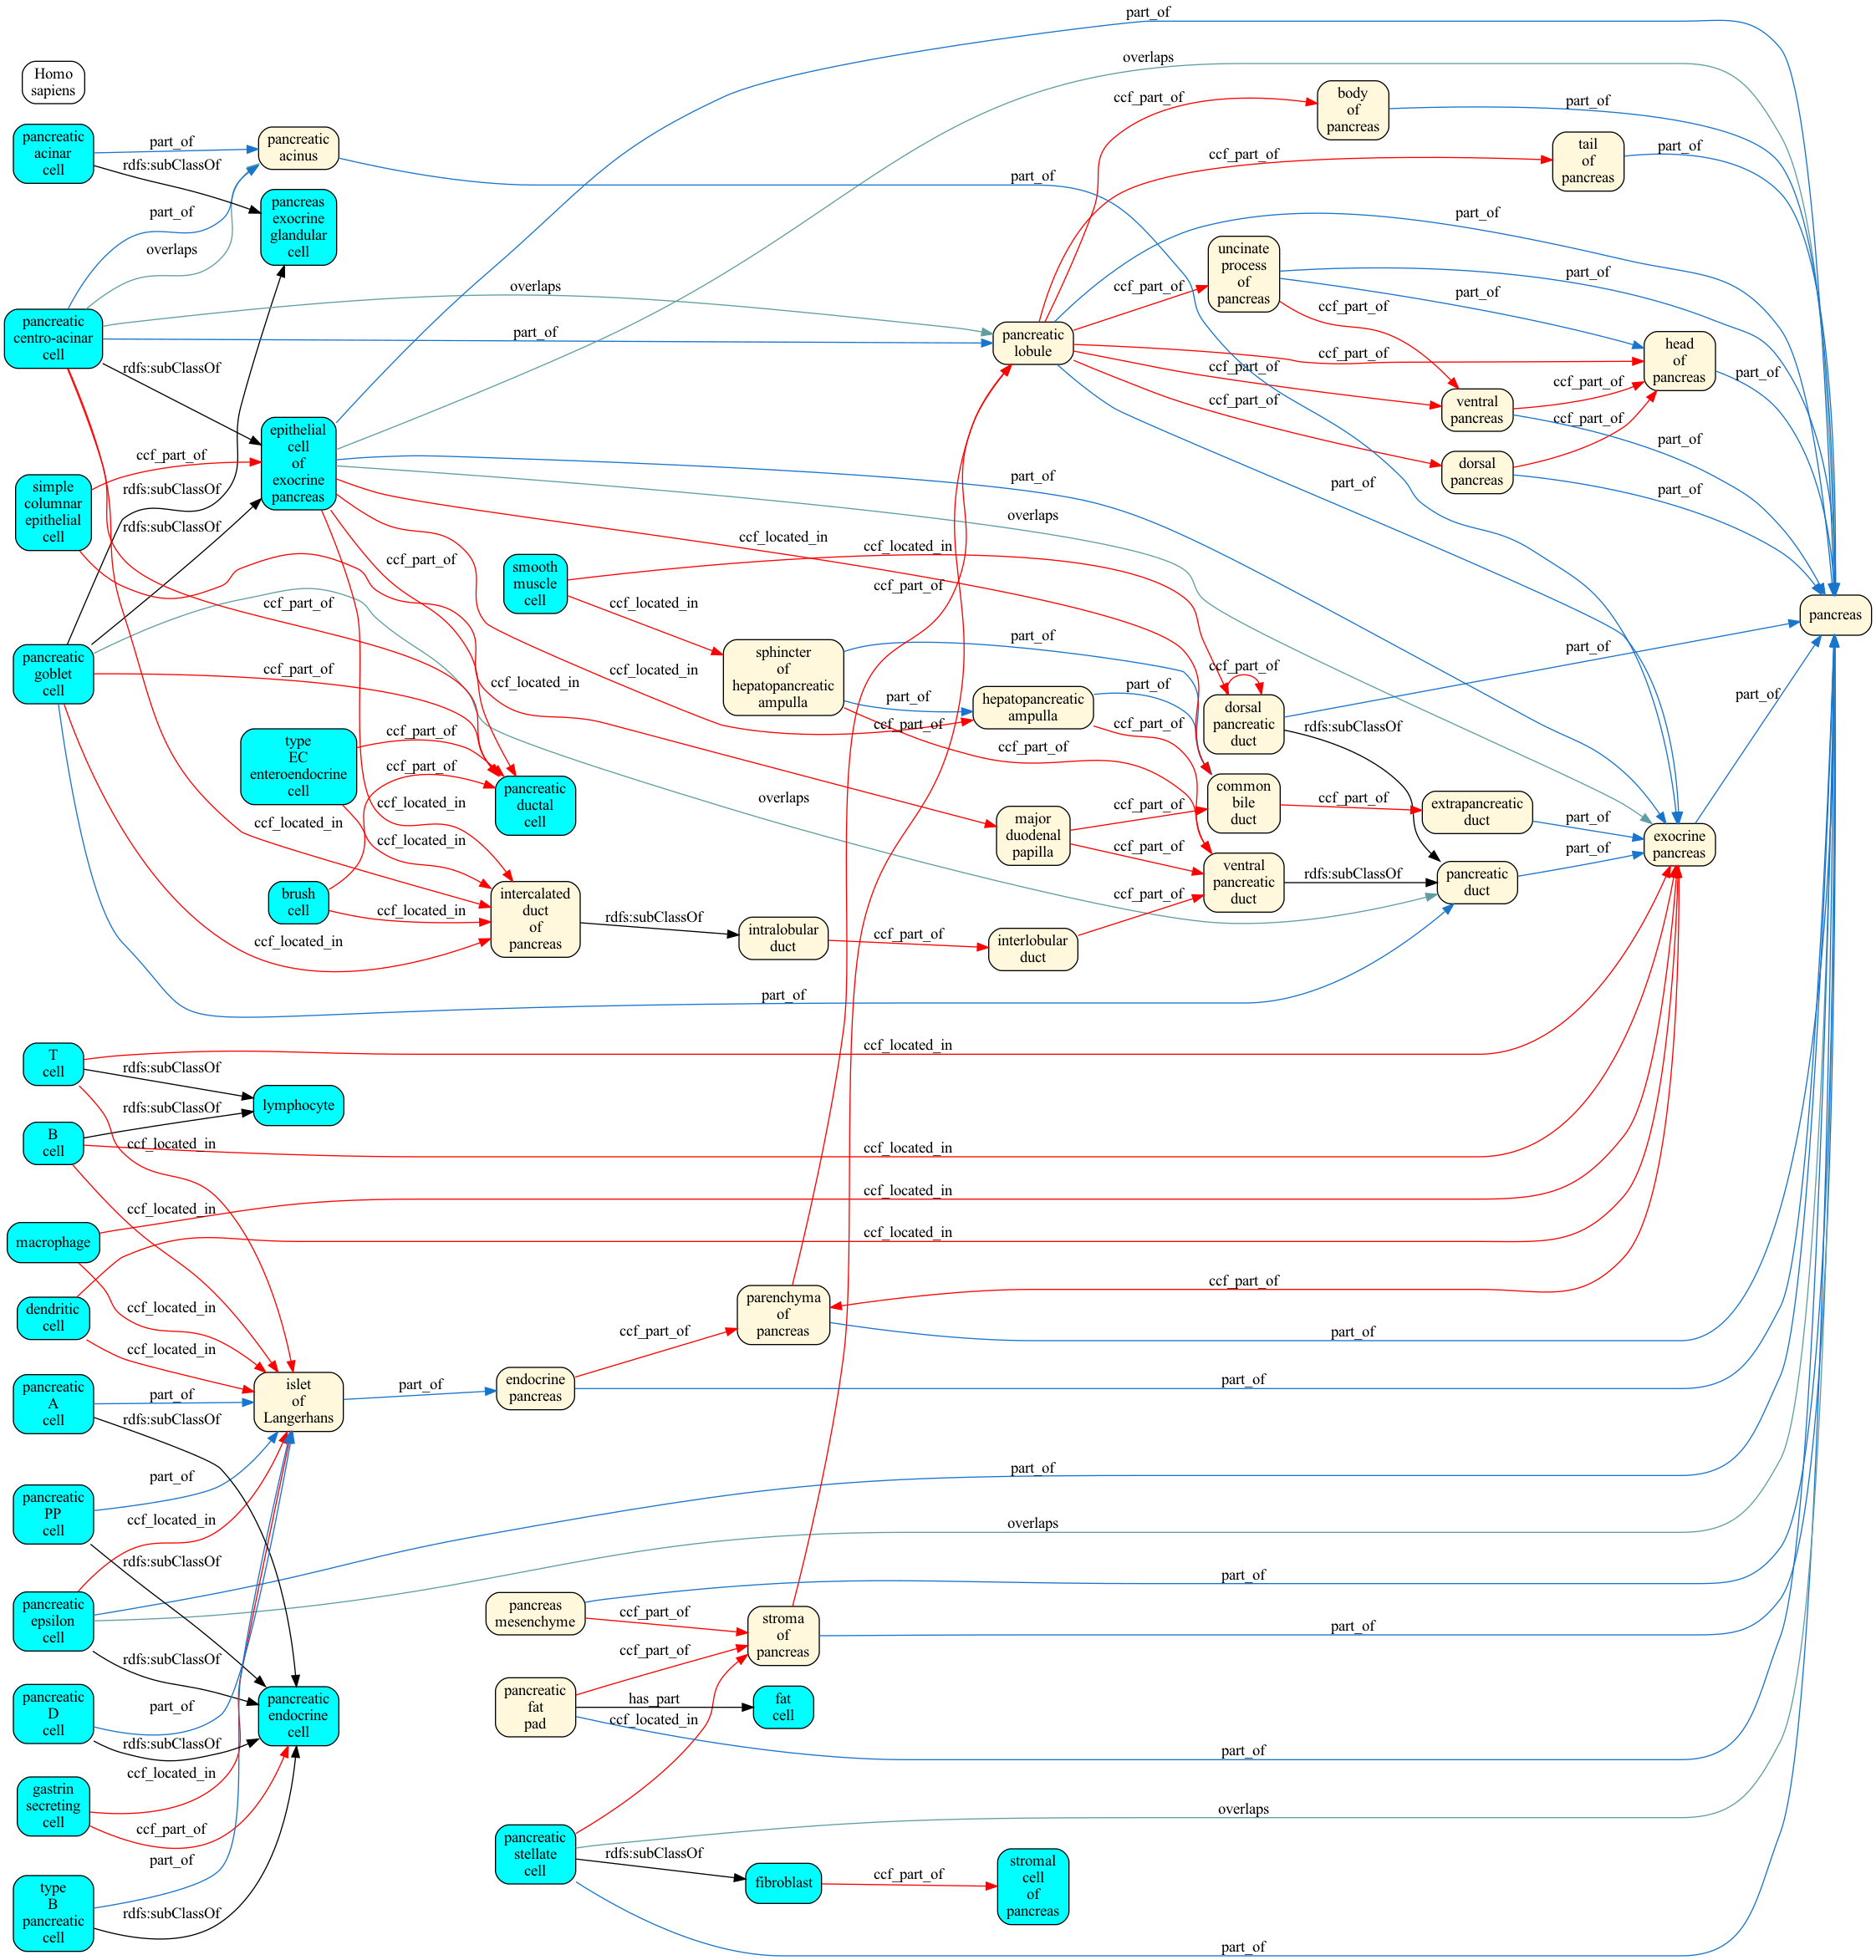 part_of
overlaps
Homo
sapiens
body
of
pancreas
ccf_part_of
part_of
pancreatic
acinar
cell
part_of
rdfs:subClassOf
pancreatic
acinus
part_of
tail
of
pancreas
ccf_part_of
part_of
pancreas
exocrine
glandular
cell
part_of
overlaps
part_of
uncinate
process
of
pancreas
part_of
part_of
ccf_part_of
ccf_part_of
pancreatic
centro-acinar
cell
overlaps
part_of
rdfs:subClassOf
pancreatic
lobule
ccf_part_of
ccf_part_of
ccf_part_of
head
of
pancreas
part_of
ventral
pancreas
ccf_part_of
ccf_part_of
part_of
dorsal
pancreas
part_of
epithelial
cell
of
exocrine
pancreas
ccf_part_of
simple
columnar
epithelial
cell
rdfs:subClassOf
rdfs:subClassOf
part_of
overlaps
part_of
ccf_located_in
ccf_located_in
ccf_part_of
smooth
muscle
cell
ccf_located_in
ccf_part_of
ccf_part_of
pancreas
pancreatic
goblet
cell
ccf_part_of
sphincter
of
hepatopancreatic
ampulla
part_of
part_of
ccf_located_in
ccf_located_in
hepatopancreatic
ampulla
part_of
ccf_part_of
ccf_part_of
ccf_part_of
ccf_part_of
dorsal
pancreatic
duct
part_of
rdfs:subClassOf
part_of
type
EC
enteroendocrine
cell
ccf_part_of
ccf_part_of
pancreatic
ductal
cell
overlaps
common
bile
duct
ccf_part_of
extrapancreatic
duct
part_of
exocrine
pancreas
major
duodenal
papilla
ccf_part_of
ccf_part_of
ccf_located_in
ccf_located_in
ccf_located_in
ventral
pancreatic
duct
rdfs:subClassOf
pancreatic
duct
part_of
brush
cell
ccf_located_in
ccf_located_in
intercalated
duct
of
pancreas
rdfs:subClassOf
intralobular
duct
ccf_part_of
interlobular
duct
ccf_part_of
part_of
T
cell
rdfs:subClassOf
ccf_located_in
lymphocyte
rdfs:subClassOf
B
cell
ccf_located_in
ccf_located_in
ccf_located_in
ccf_located_in
macrophage
ccf_located_in
ccf_located_in
dendritic
cell
ccf_located_in
ccf_part_of
parenchyma
of
pancreas
part_of
ccf_part_of
pancreatic
A
cell
part_of
rdfs:subClassOf
islet
of
Langerhans
part_of
endocrine
pancreas
part_of
pancreatic
PP
cell
part_of
ccf_located_in
rdfs:subClassOf
part_of
overlaps
pancreatic
epsilon
cell
rdfs:subClassOf
pancreas
mesenchyme
part_of
ccf_part_of
ccf_part_of
stroma
of
pancreas
part_of
pancreatic
D
cell
part_of
rdfs:subClassOf
pancreatic
endocrine
cell
pancreatic
fat
pad
has_part
ccf_located_in
fat
cell
part_of
gastrin
secreting
cell
ccf_located_in
ccf_part_of
part_of
overlaps
pancreatic
stellate
cell
rdfs:subClassOf
fibroblast
ccf_part_of
stromal
cell
of
pancreas
type
B
pancreatic
cell
rdfs:subClassOf
part_of